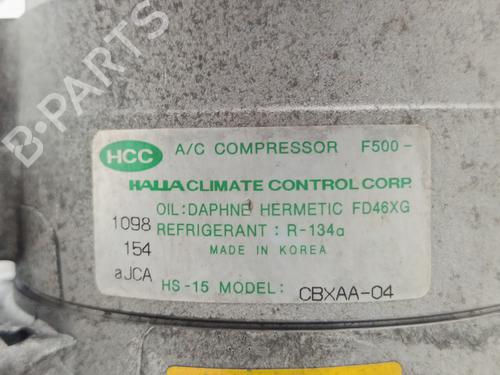 HCC A/C COMPRESSOR F500-
HALLA CLIMATE CONTROL CORP.
OIL:DAPHNE HERMETIC FD46XG
1098 REFRIGERANT : R-134a
154 MADE IN KOREA
aJCA HS-15 MODEL: CBXAA-04